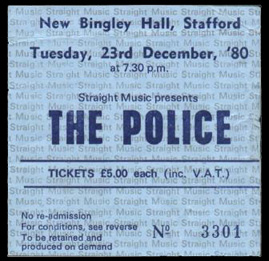 New Bingley Hall, Stafford
Tuesday, 23rd December, '80
at 7.30 p.m.
Straight Music presents
THE POLICE
TICKETS £5.00 each (inc. V.A.T.)
No re-admission
For conditions, see reverse
To be retained and
produced on demand
Nº 3301